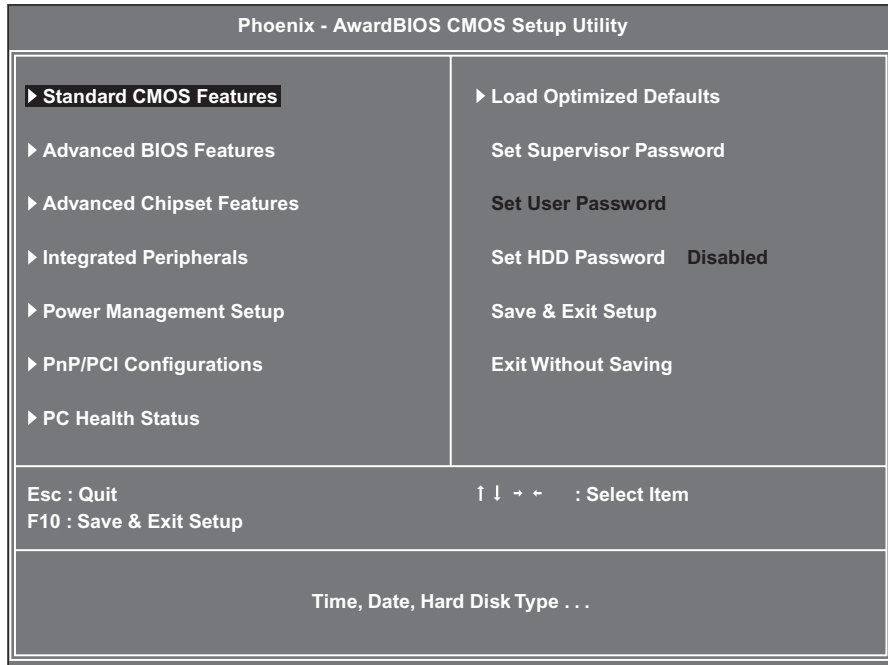 Phoenix - AwardBIOS CMOS Setup Utility
Standard CMOS Features
Advanced BIOS Features
Advanced Chipset Features
Integrated Peripherals
Power Management Setup
PnP/PCI Configurations
PC Health Status
Load Optimized Defaults
Set Supervisor Password
Set User Password
Set HDD Password Disabled
Save & Exit Setup
Exit Without Saving
Esc : Quit
F10 : Save & Exit Setup
↑ ↓ → ← : Select Item
Time, Date, Hard Disk Type . . .